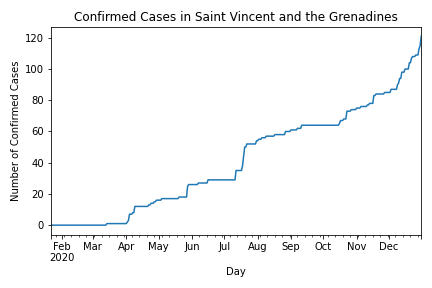 Confirmed Cases in Saint Vincent and the Grenadines
Number of Confirmed Cases
120
100
80
60
40
20
0
Feb Mar Apr May Jun Jul Aug Sep Oct Nov Dec
2020
Day